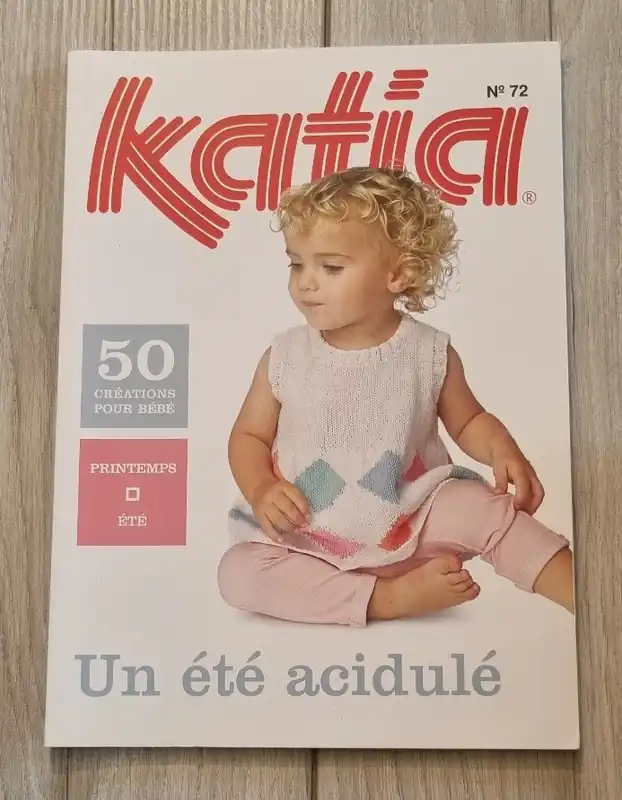 Nº 72
katia®
50
CRÉATIONS
POUR BÉBÉ
PRINTEMPS
ÉTÉ
Un été acidulé